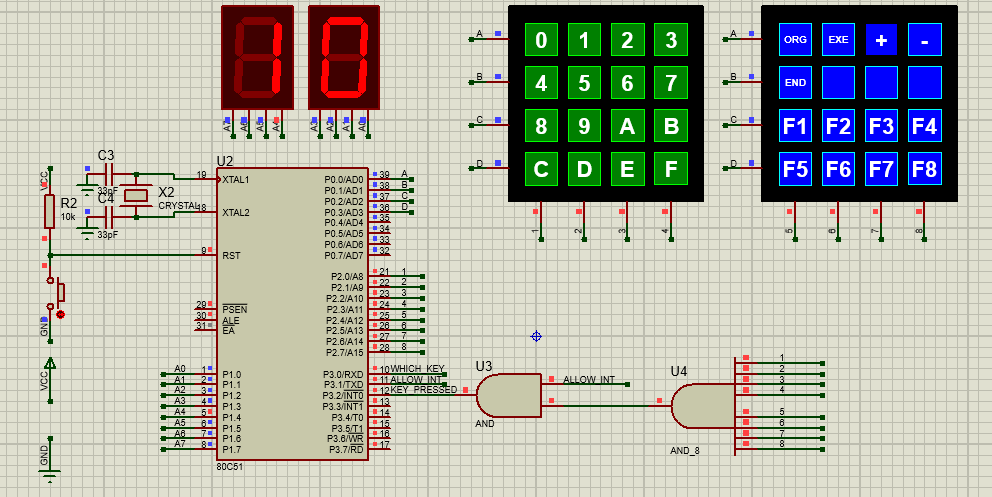 A7 A6 A5 A4 A3 A2 A1 A0
A 0 1 2 3
B 4 5 6 7
C 8 9 A B
D C D E F
1 2 3 4
A ORG EXE + -
B END
C F1 F2 F3 F4
D F5 F6 F7 F8
5 6 7 8
C3
33pF
C4
33pF
X2
CRYSTAL
VCC
R2
10k
GND
VCC
GND
U2
19 XTAL1
18 XTAL2
9 RST
29 PSEN
30 ALE
31 EA
A0 1 P1.0
A1 2 P1.1
A2 3 P1.2
A3 4 P1.3
A4 5 P1.4
A5 6 P1.5
A6 7 P1.6
A7 8 P1.7
P0.0/AD0 39 A
P0.1/AD1 38 B
P0.2/AD2 37 C
P0.3/AD3 36 D
P0.4/AD4 35
P0.5/AD5 34
P0.6/AD6 33
P0.7/AD7 32
P2.0/A8 21 1
P2.1/A9 22 2
P2.2/A10 23 3
P2.3/A11 24 4
P2.4/A12 25 5
P2.5/A13 26 6
P2.6/A14 27 7
P2.7/A15 28 8
P3.0/RXD 10 WHICH_KEY
P3.1/TXD 11 ALLOW_INT
P3.2/INT0 12 KEY_PRESSED
P3.3/INT1 13
P3.4/T0 14
P3.5/T1 15
P3.6/WR 16
P3.7/RD 17
80C51
U3
ALLOW_INT
AND
U4
AND_8
1
2
3
4
5
6
7
8